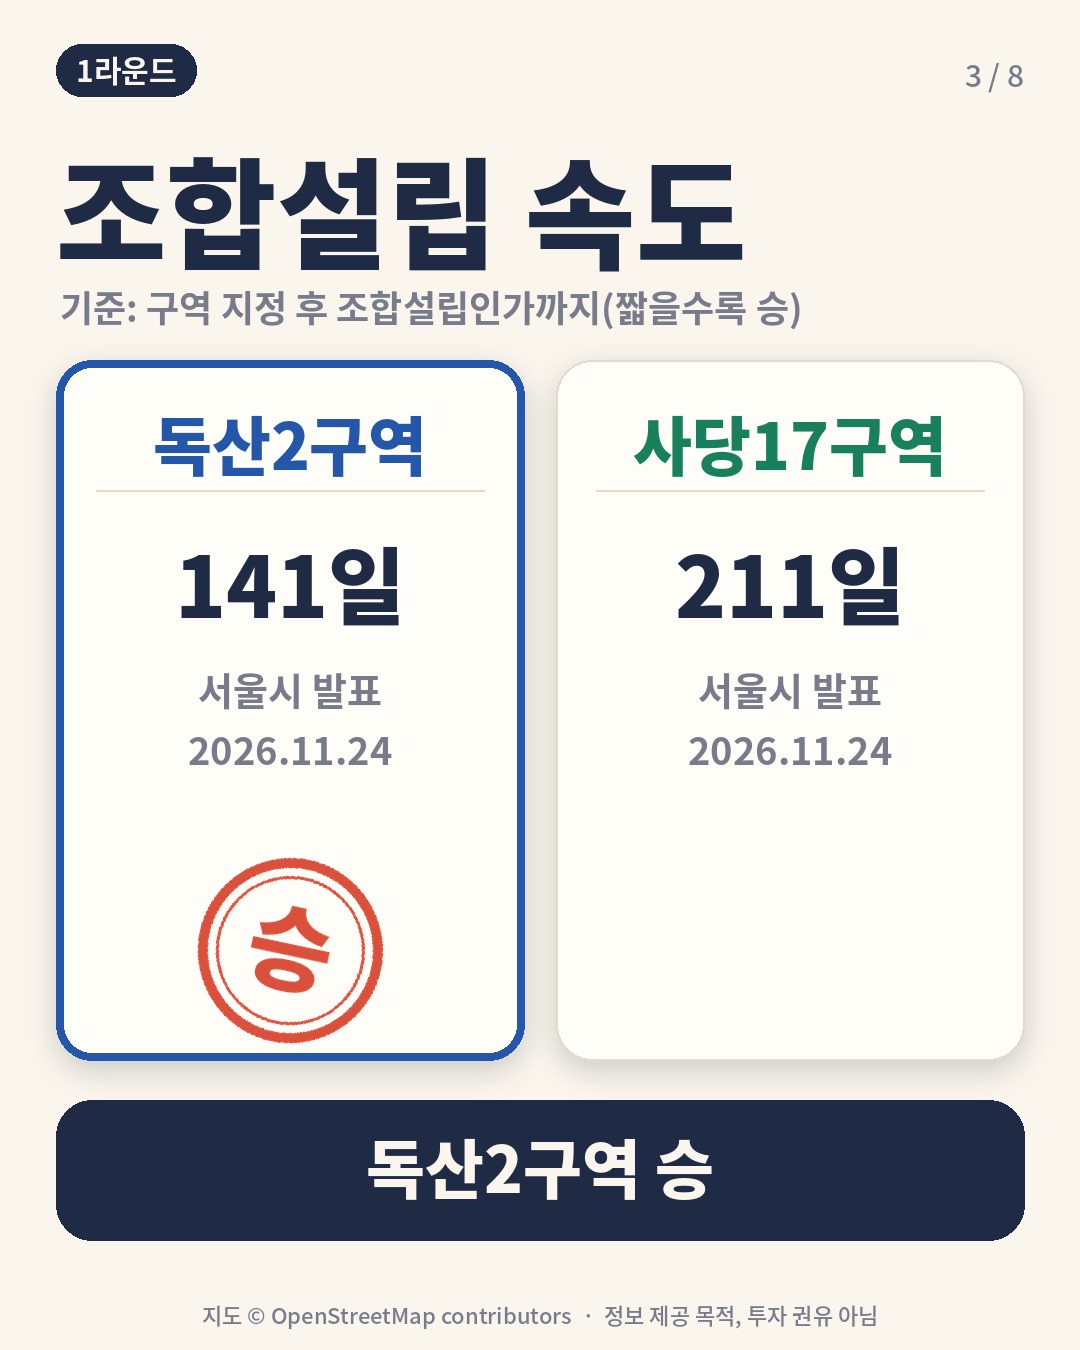 1라운드
3 / 8
조합설립 속도
기준: 구역 지정 후 조합설립인가까지(짧을수록 승)
독산2구역
141일
서울시 발표
2026.11.24
승
사당17구역
211일
서울시 발표
2026.11.24
독산2구역 승
지도 © OpenStreetMap contributors · 정보 제공 목적, 투자 권유 아님